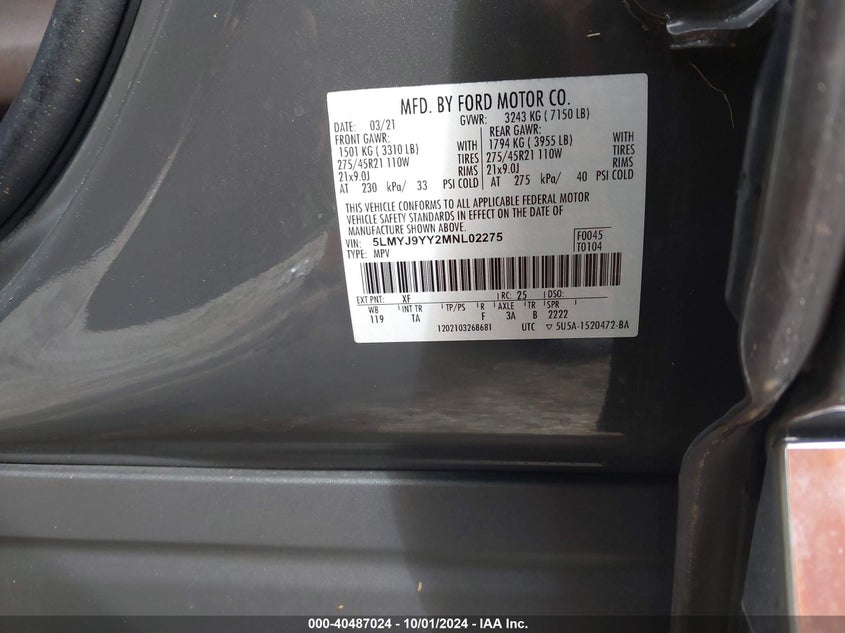 MFD. BY FORD MOTOR CO.
DATE: 03/21 GVWR: 3243 KG ( 7150 LB)
FRONT GAWR: REAR GAWR:
1501 KG ( 3310 LB) WITH 1794 KG ( 3955 LB) WITH
275/45R21 110W TIRES 275/45R21 110W TIRES
21x9.0J RIMS 21x9.0J RIMS
AT 230 kPa/ 33 PSI COLD AT 275 kPa/ 40 PSI COLD
THIS VEHICLE CONFORMS TO ALL APPLICABLE FEDERAL MOTOR
VEHICLE SAFETY STANDARDS IN EFFECT ON THE DATE OF
MANUFACTURE SHOWN ABOVE.
VIN: 5LMYJ9YY2MNL02275 F0045
TYPE: MPV T0104
EXT PNT: XF RC: 25 DSO:
WB INT TR TP/PS R AXLE TR SPR
119 TA F 3A B 2222
1202103268681 UTC ▽ 5U5A-1520472-BA
000-40487024 - 10/01/2024 - IAA Inc.